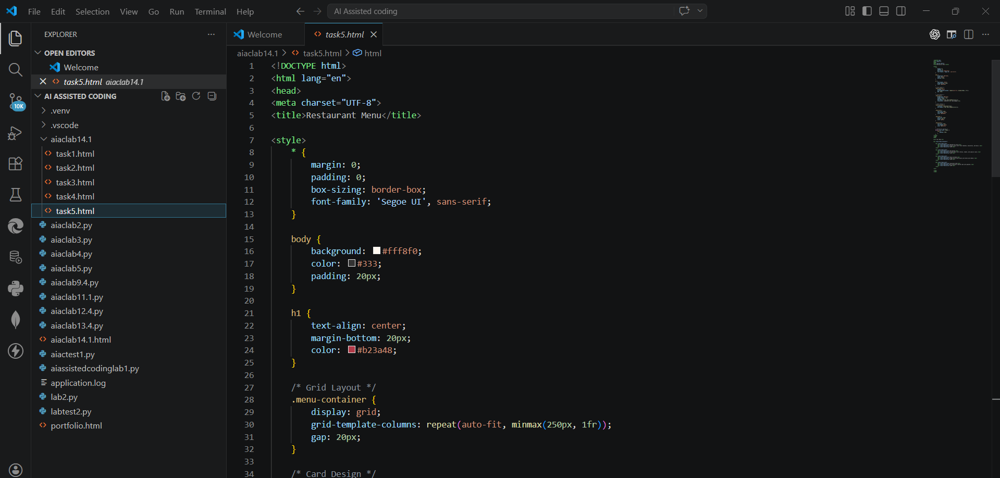 File Edit Selection View Go Run Terminal Help
AI Assisted coding
EXPLORER
OPEN EDITORS
Welcome
task5.html aiaclab14.1
AI ASSISTED CODING
10K
.venv
.vscode
aiaclab14.1
task1.html
task2.html
task3.html
task4.html
task5.html
aiaclab2.py
aiaclab3.py
aiaclab4.py
aiaclab5.py
aiaclab9.4.py
aiaclab11.1.py
aiaclab12.4.py
aiaclab13.4.py
aiaclab14.1.html
aiactest1.py
aiassistedcodinglab1.py
application.log
lab2.py
labtest2.py
portfolio.html
Welcome
task5.html
aiaclab14.1 > task5.html > html
1 <!DOCTYPE html>
2 <html lang="en">
3 <head>
4 <meta charset="UTF-8">
5 <title>Restaurant Menu</title>
6
7 <style>
8 * {
9 margin: 0;
10 padding: 0;
11 box-sizing: border-box;
12 font-family: 'Segoe UI', sans-serif;
13 }
14
15 body {
16 background: #fff8f0;
17 color: #333;
18 padding: 20px;
19 }
20
21 h1 {
22 text-align: center;
23 margin-bottom: 20px;
24 color: #b23a48;
25 }
26
27 /* Grid Layout */
28 .menu-container {
29 display: grid;
30 grid-template-columns: repeat(auto-fit, minmax(250px, 1fr));
31 gap: 20px;
32 }
33
34 /* Card Design */